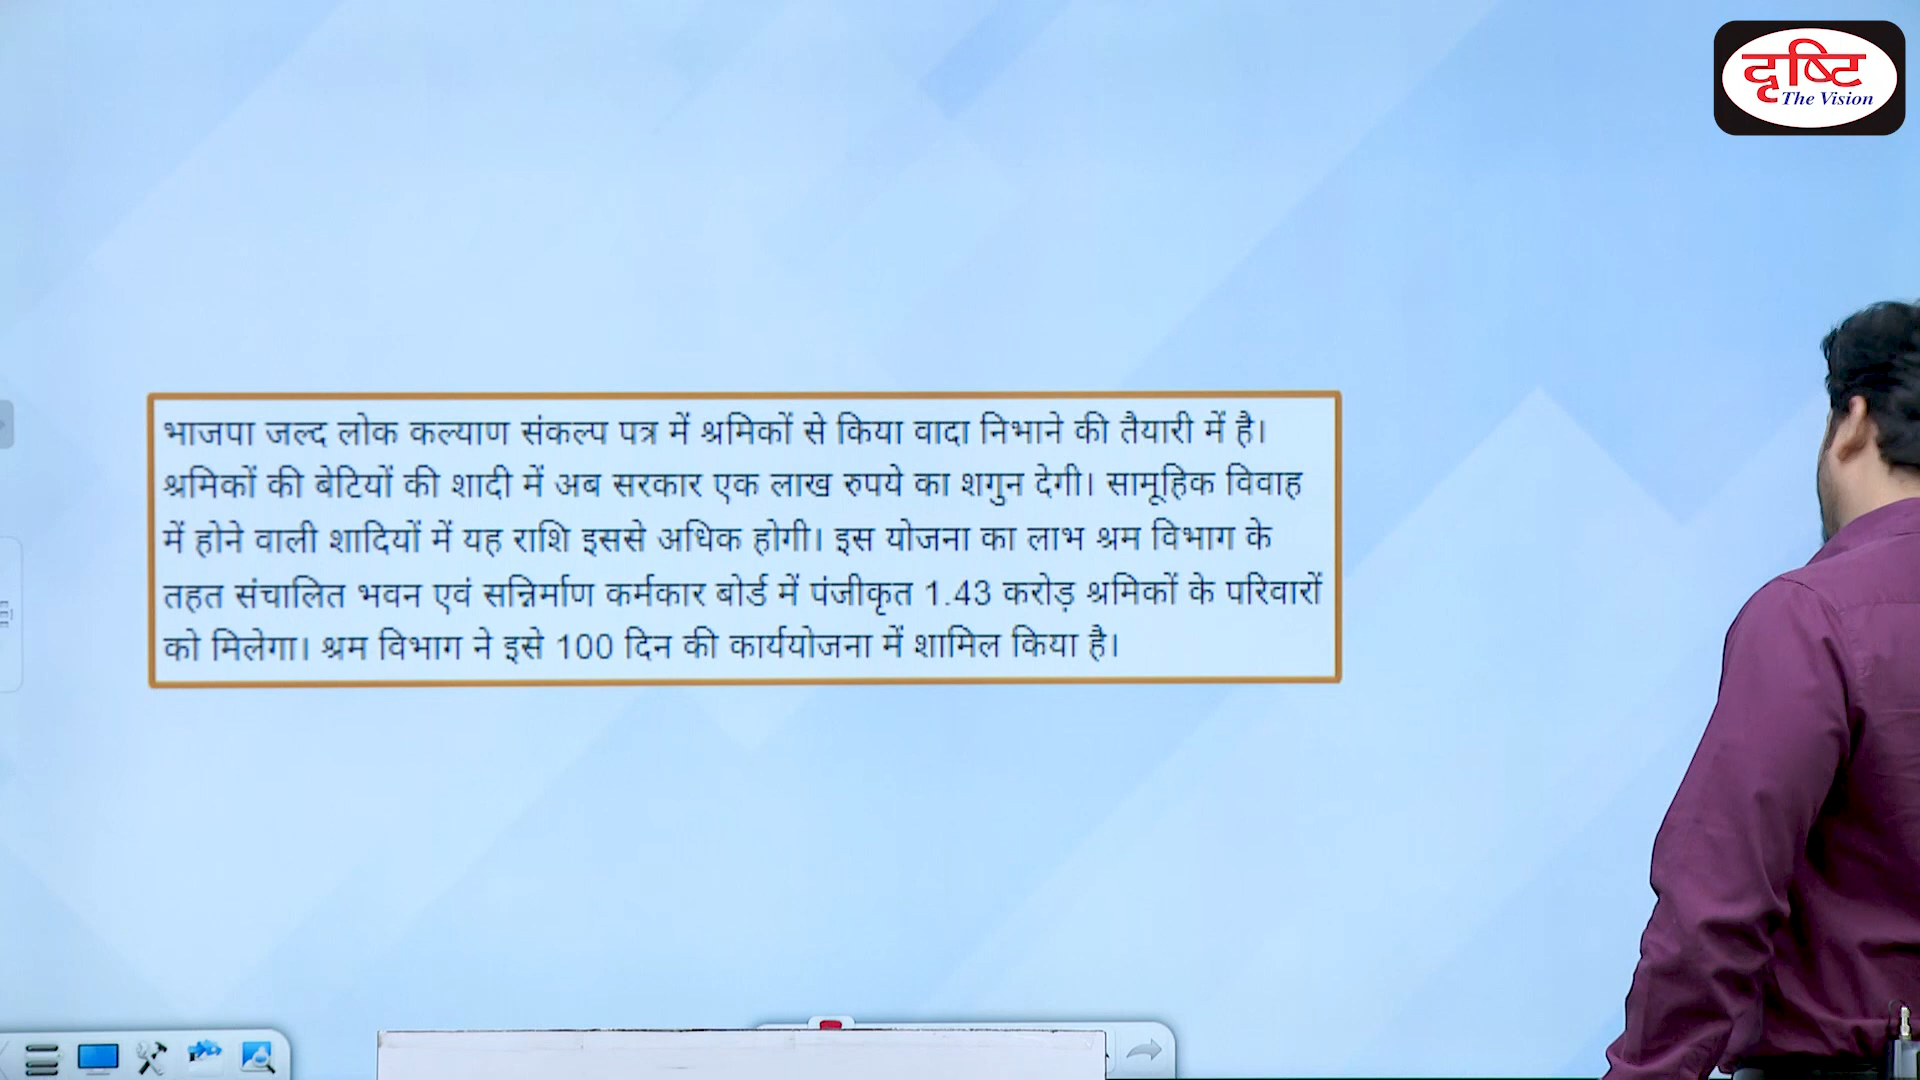 दृष्टि
The Vision
भाजपा जल्द लोक कल्याण संकल्प पत्र में श्रमिकों से किया वादा निभाने की तैयारी में है।
श्रमिकों की बेटियों की शादी में अब सरकार एक लाख रुपये का शगुन देगी। सामूहिक विवाह
में होने वाली शादियों में यह राशि इससे अधिक होगी। इस योजना का लाभ श्रम विभाग के
तहत संचालित भवन एवं सन्निर्माण कर्मकार बोर्ड में पंजीकृत 1.43 करोड़ श्रमिकों के परिवारों
को मिलेगा। श्रम विभाग ने इसे 100 दिन की कार्ययोजना में शामिल किया है।